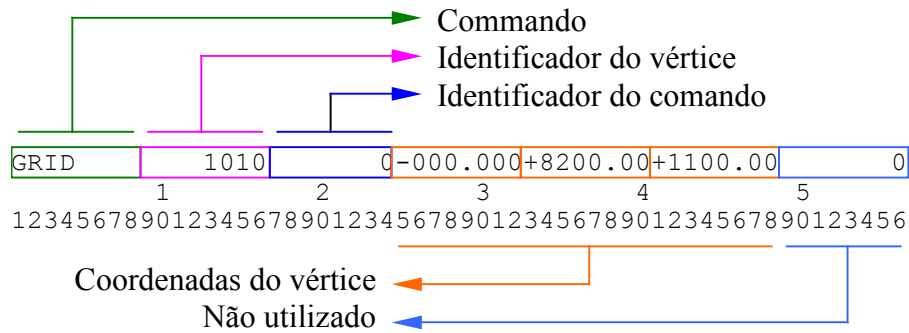 Commando
Identificador do vértice
Identificador do comando
GRID 1010 0-000.000+8200.00+1100.00 0
1 2 3 4 5
12345678901234567890123456789012345678901234567890123456
Coordenadas do vértice
Não utilizado